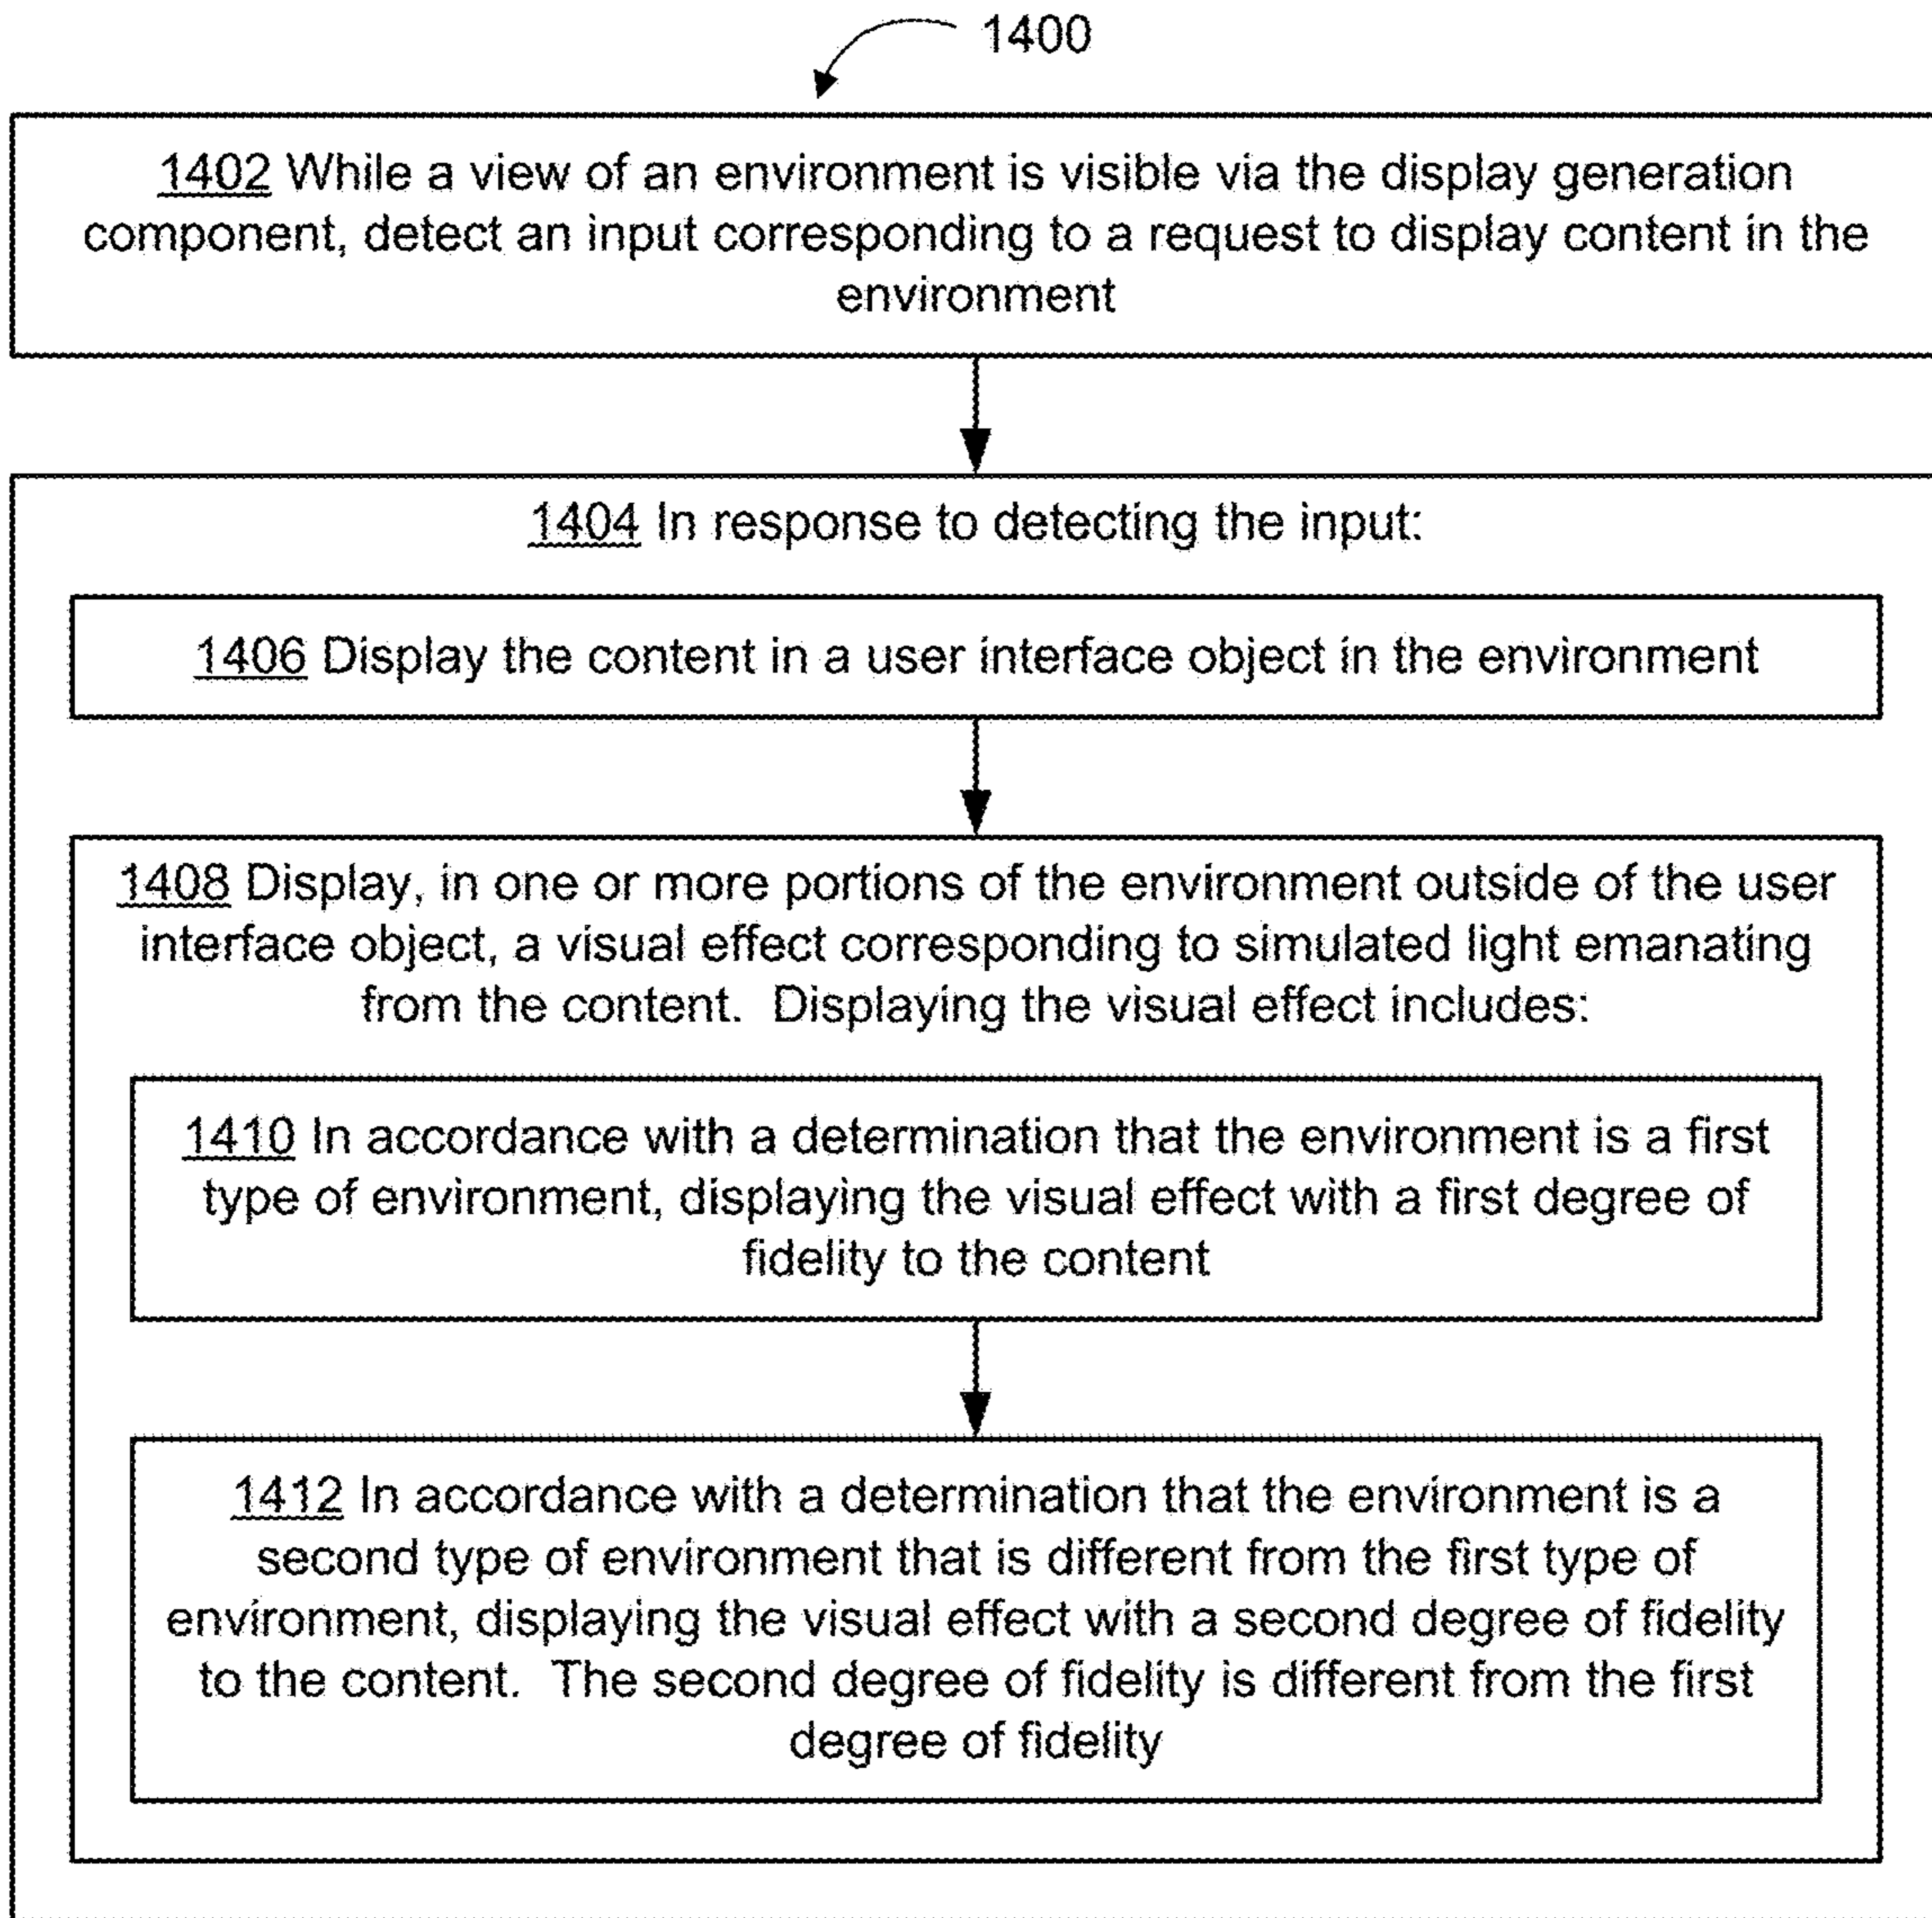 1400
1402 While a view of an environment is visible via the display generation
component, detect an input corresponding to a request to display content in the
environment
1404 In response to detecting the input:
1406 Display the content in a user interface object in the environment
1408 Display, in one or more portions of the environment outside of the user
interface object, a visual effect corresponding to simulated light emanating
from the content.  Displaying the visual effect includes:
1410 In accordance with a determination that the environment is a first
type of environment, displaying the visual effect with a first degree of
fidelity to the content
1412 In accordance with a determination that the environment is a
second type of environment that is different from the first type of
environment, displaying the visual effect with a second degree of fidelity
to the content.  The second degree of fidelity is different from the first
degree of fidelity